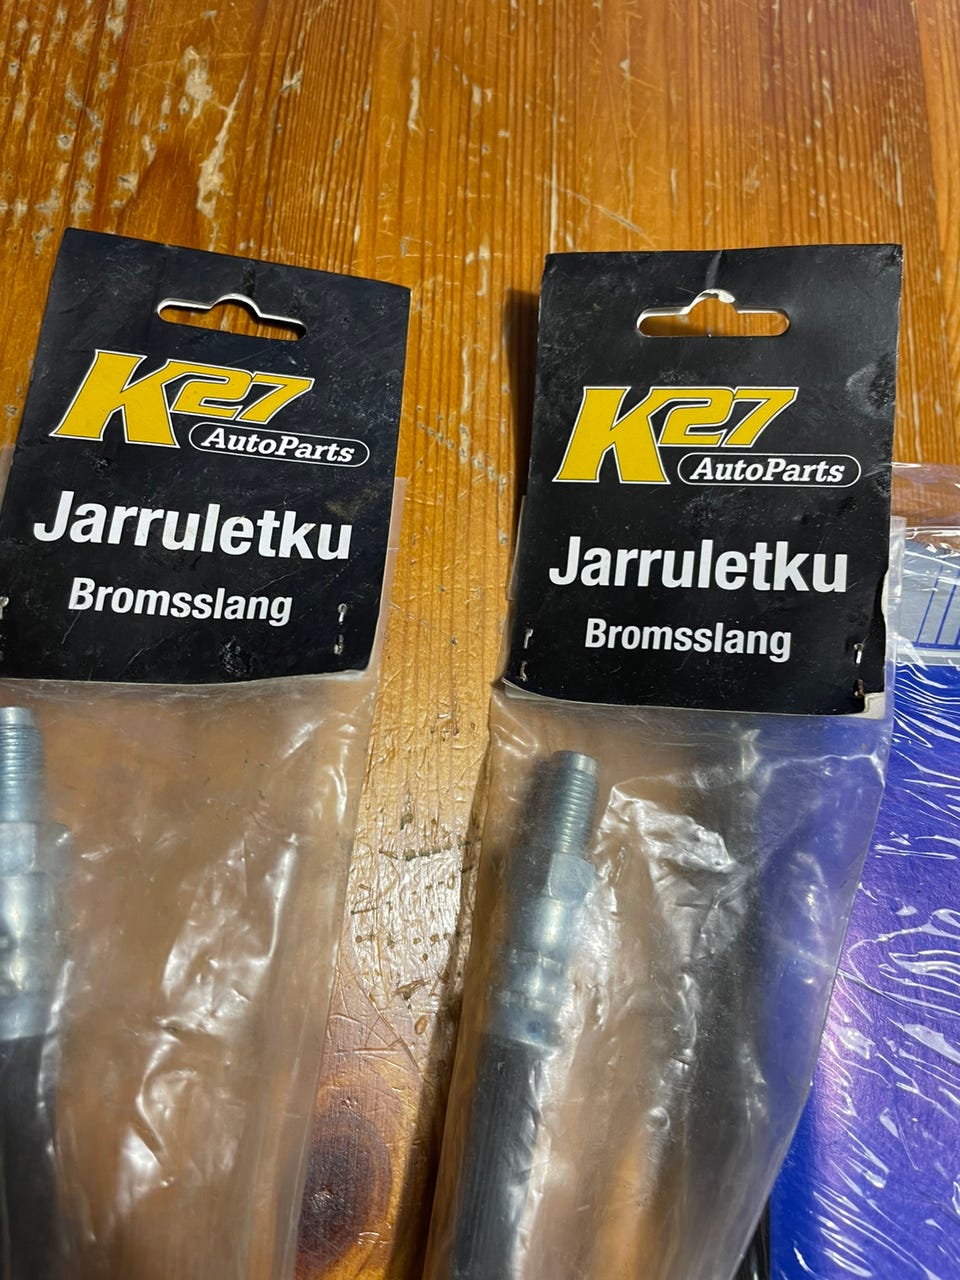 K27
AutoParts
Jarruletku
Bromsslang
K27
AutoParts
Jarruletku
Bromsslang